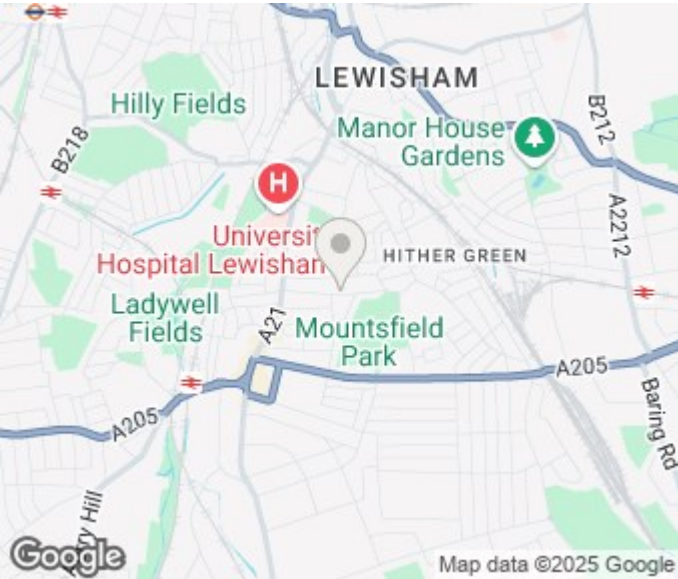 LEWISHAM
Hilly Fields
B212
Manor House
Gardens
B218
H
A2212
Hospital Lewisham
HITHER GREEN
Ladywell
Fields
A21
Mountsfield
Park
A205
A205
Baring Rd
Hill
Google
Map data ©2025 Google